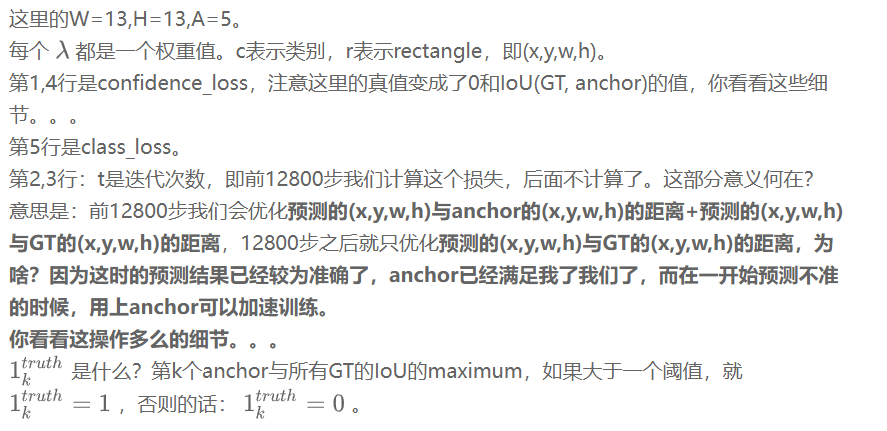 这里的W=13,H=13,A=5。
每个 λ 都是一个权重值。c表示类别，r表示rectangle，即(x,y,w,h)。
第1,4行是confidence_loss，注意这里的真值变成了0和IoU(GT, anchor)的值，你看看这些细
节。。。
第5行是class_loss。
第2,3行：t是迭代次数，即前12800步我们计算这个损失，后面不计算了。这部分意义何在？
意思是：前12800步我们会优化预测的(x,y,w,h)与anchor的(x,y,w,h)的距离+预测的(x,y,w,h)
与GT的(x,y,w,h)的距离，12800步之后就只优化预测的(x,y,w,h)与GT的(x,y,w,h)的距离，为
啥？因为这时的预测结果已经较为准确了，anchor已经满足我了我们了，而在一开始预测不准
的时候，用上anchor可以加速训练。
你看看这操作多么的细节。。。
1_k^{truth} 是什么？第k个anchor与所有GT的IoU的maximum，如果大于一个阈值，就
1_k^{truth} = 1 ，否则的话： 1_k^{truth} = 0 。